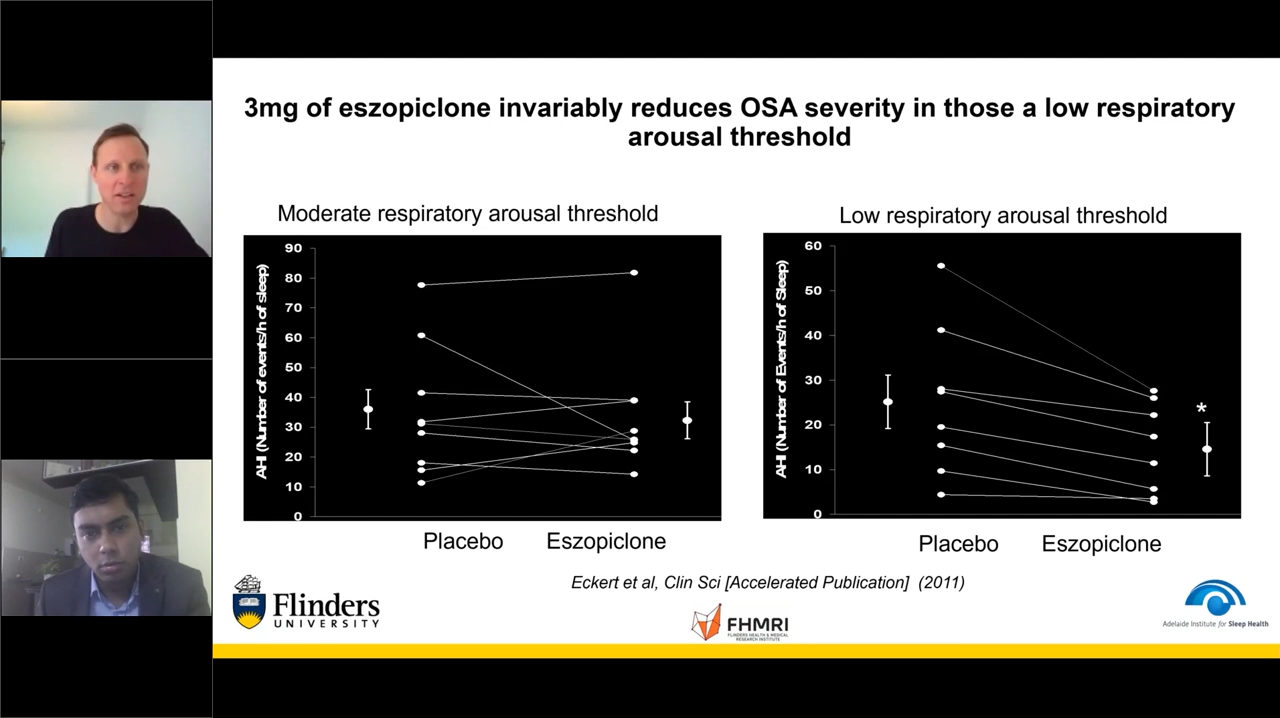 3mg of eszopiclone invariably reduces OSA severity in those a low respiratory
arousal threshold
Moderate respiratory arousal threshold
AHI (Number of events/h of sleep)
90
80
70
60
50
40
30
20
10
0
Placebo
Eszopiclone
Low respiratory arousal threshold
AHI (Number of Events/h of Sleep)
60
50
40
30
20
10
0
*
Placebo
Eszopiclone
Eckert et al, Clin Sci [Accelerated Publication] (2011)
Flinders
UNIVERSITY
FHMRI
FLINDERS HEALTH & MEDICAL
RESEARCH INSTITUTE
Adelaide Institute for Sleep Health